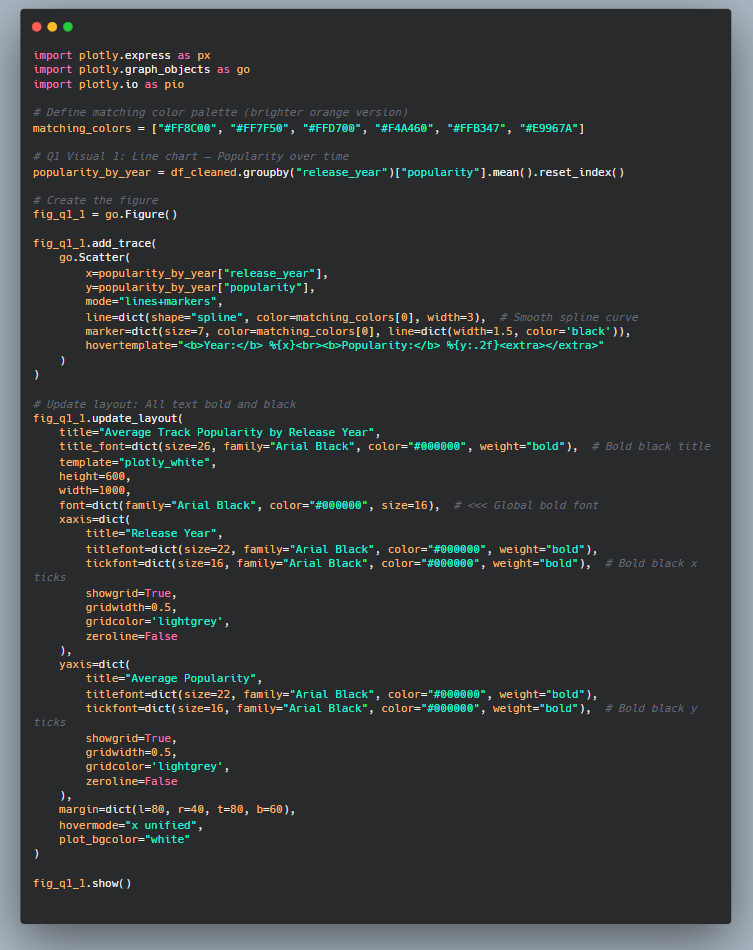 import plotly.express as px
import plotly.graph_objects as go
import plotly.io as pio

# Define matching color palette (brighter orange version)
matching_colors = ["#FF8C00", "#FF7F50", "#FFD700", "#F4A460", "#FFB347", "#E9967A"]

# Q1 Visual 1: Line chart – Popularity over time
popularity_by_year = df_cleaned.groupby("release_year")["popularity"].mean().reset_index()

# Create the figure
fig_q1_1 = go.Figure()

fig_q1_1.add_trace(
    go.Scatter(
        x=popularity_by_year["release_year"],
        y=popularity_by_year["popularity"],
        mode="lines+markers",
        line=dict(shape="spline", color=matching_colors[0], width=3),  # Smooth spline curve
        marker=dict(size=7, color=matching_colors[0], line=dict(width=1.5, color='black')),
        hovertemplate="<b>Year:</b> %{x}<br><b>Popularity:</b> %{y:.2f}<extra></extra>"
    )
)

# Update layout: All text bold and black
fig_q1_1.update_layout(
    title="Average Track Popularity by Release Year",
    title_font=dict(size=26, family="Arial Black", color="#000000", weight="bold"),  # Bold black title
    template="plotly_white",
    height=600,
    width=1000,
    font=dict(family="Arial Black", color="#000000", size=16),  # <<< Global bold font
    xaxis=dict(
        title="Release Year",
        titlefont=dict(size=22, family="Arial Black", color="#000000", weight="bold"),
        tickfont=dict(size=16, family="Arial Black", color="#000000", weight="bold"),  # Bold black x
ticks
        showgrid=True,
        gridwidth=0.5,
        gridcolor='lightgrey',
        zeroline=False
    ),
    yaxis=dict(
        title="Average Popularity",
        titlefont=dict(size=22, family="Arial Black", color="#000000", weight="bold"),
        tickfont=dict(size=16, family="Arial Black", color="#000000", weight="bold"),  # Bold black y
ticks
        showgrid=True,
        gridwidth=0.5,
        gridcolor='lightgrey',
        zeroline=False
    ),
    margin=dict(l=80, r=40, t=80, b=60),
    hovermode="x unified",
    plot_bgcolor="white"
)

fig_q1_1.show()